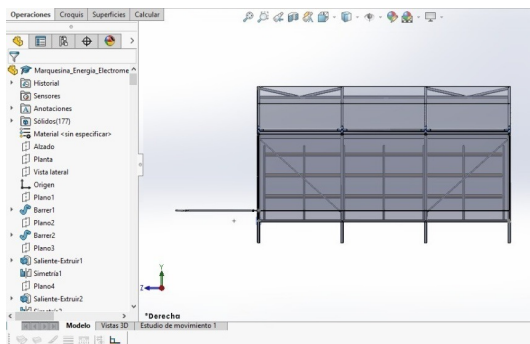 Operaciones Croquis Superficies Calcular
Marquesina_Energia_Electrome
Historial
Sensores
Anotaciones
Sólidos(177)
Material <sin especificar>
Alzado
Planta
Vista lateral
Origen
Plano1
Barrer1
Plano2
Barrer2
Plano3
Saliente-Extruir1
Simetría1
Plano4
Saliente-Extruir2
Y
Z
*Derecha
Modelo Vistas 3D Estudio de movimiento 1